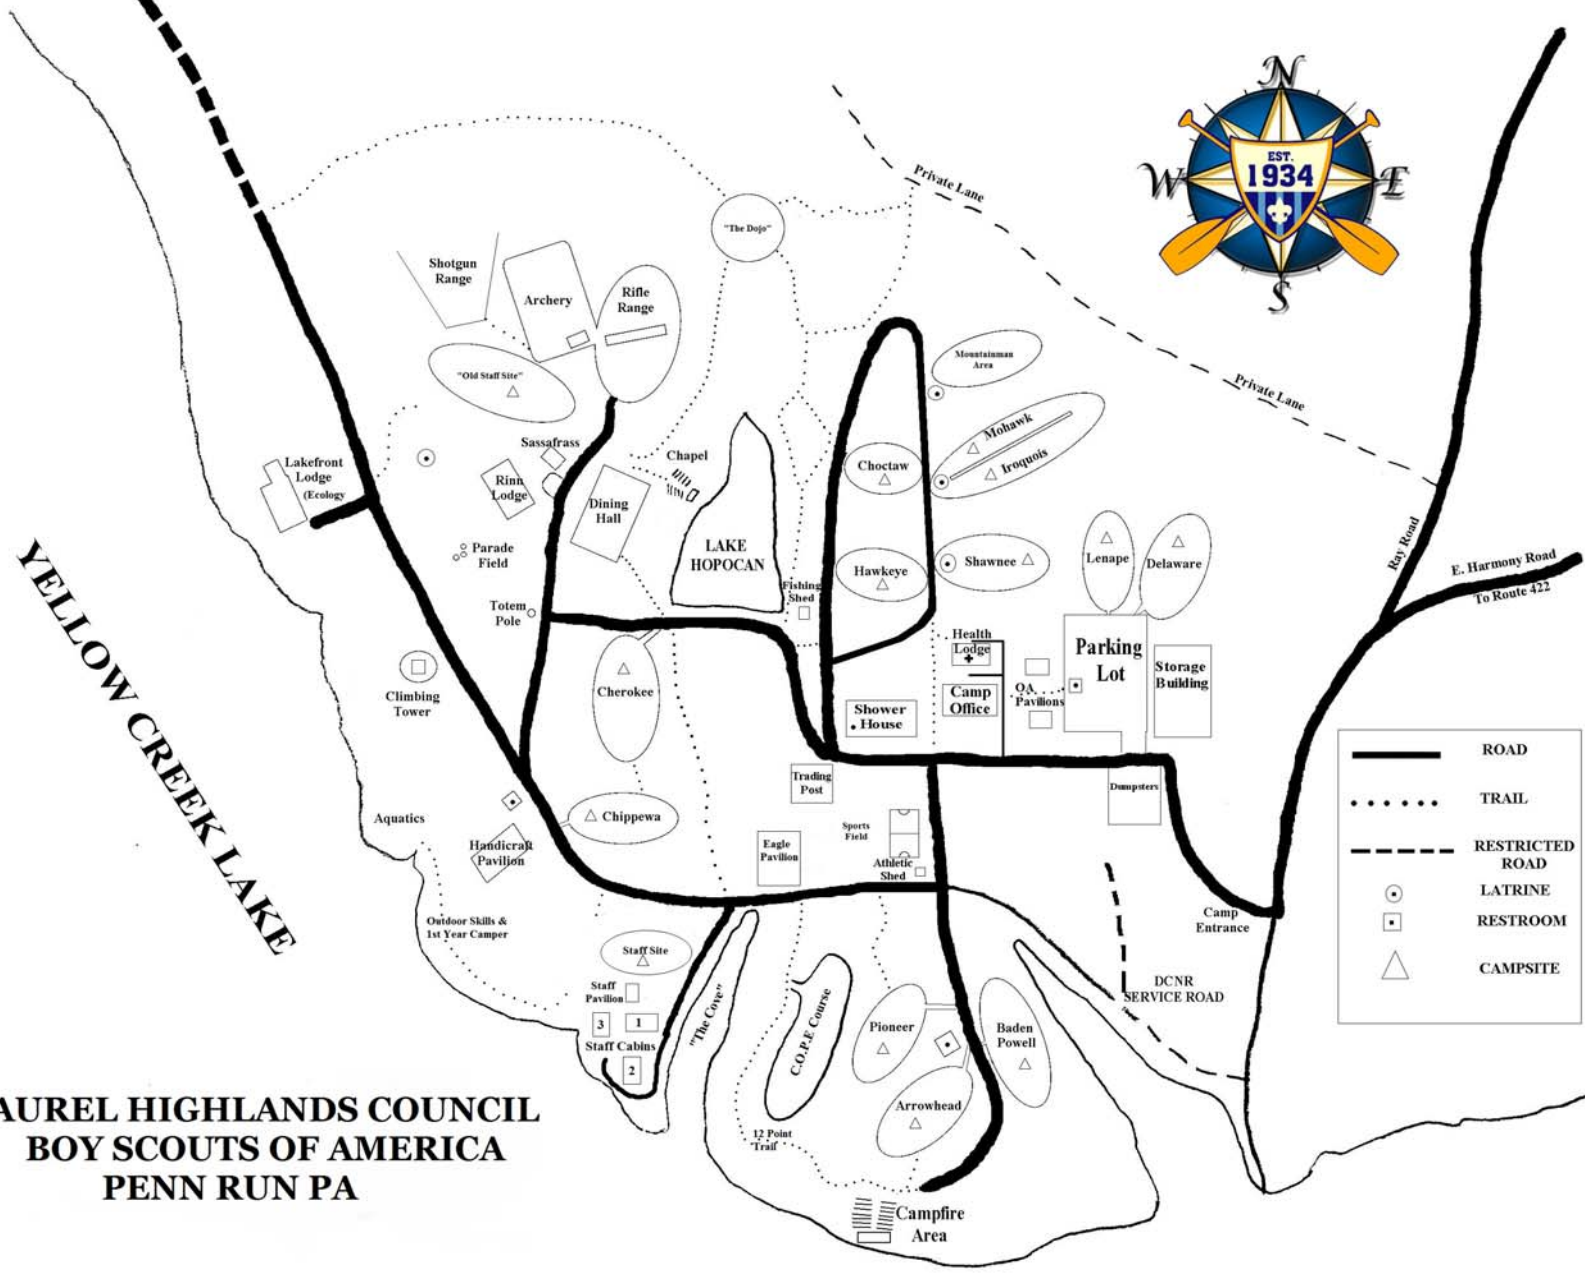 N
W
E
S
EST.
1934
Private Lane
Private Lane
"The Dojo"
Shotgun
Range
Archery
Rifle
Range
"Old Staff Site"
Mountainman
Area
Mohawk
Iroquois
Choctaw
Sassafrass
Chapel
Lakefront
Lodge
(Ecology
Rinn
Lodge
Dining
Hall
LAKE
HOPOCAN
Parade
Field
Fishing
Shed
Hawkeye
Shawnee
Lenape
Delaware
Ray Road
E. Harmony Road
To Route 422
Totem
Pole
YELLOW CREEK LAKE
Climbing
Tower
Cherokee
Health
Lodge
Camp
Office
OA
Pavilions
Parking
Lot
Storage
Building
Shower
House
Trading
Post
Dumpsters
Chippewa
Aquatics
Handicraft
Pavilion
Eagle
Pavilion
Sports
Field
Athletic
Shed
Camp
Entrance
Outdoor Skills &
1st Year Camper
Staff Site
Staff
Pavilion
3
1
Staff Cabins
2
"The Cove"
C.O.P.E Course
Pioneer
Baden
Powell
Arrowhead
12 Point
Trail
Campfire
Area
DCNR
SERVICE ROAD
ROAD
TRAIL
RESTRICTED
ROAD
LATRINE
RESTROOM
CAMPSITE
AUREL HIGHLANDS COUNCIL
BOY SCOUTS OF AMERICA
PENN RUN PA